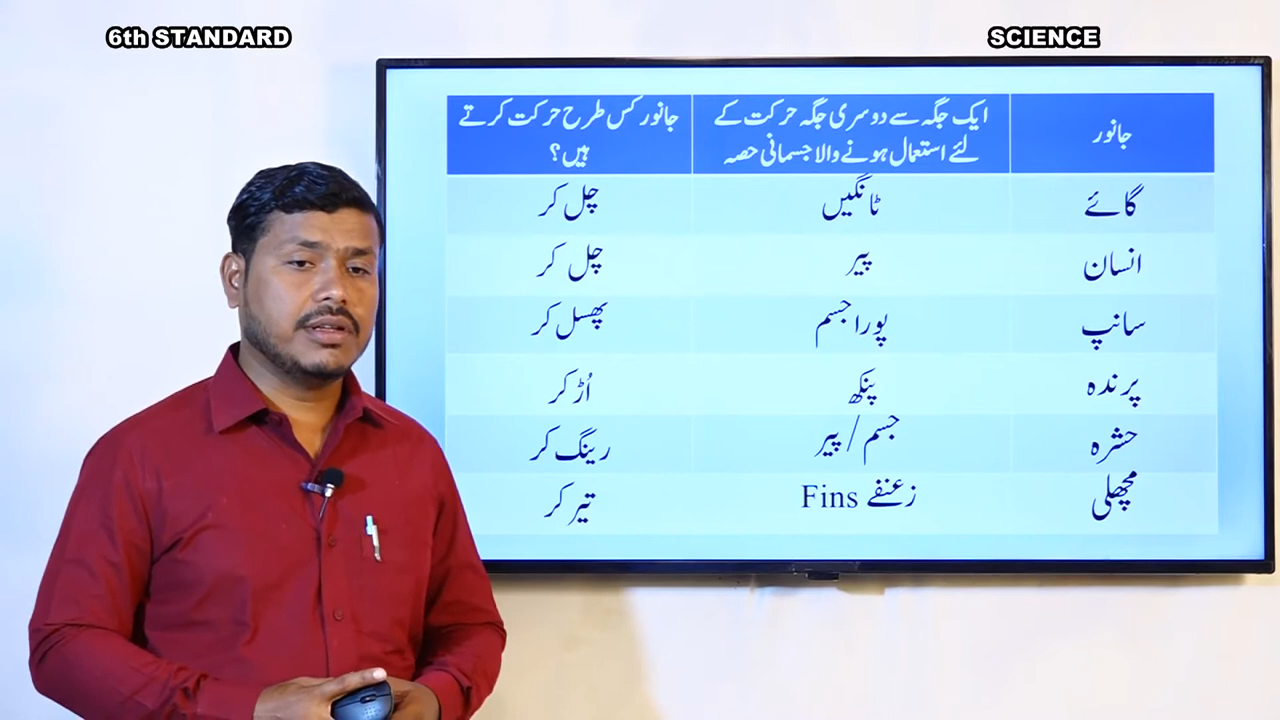 6th STANDARD
SCIENCE
جانور
ایک جگہ سے دوسری جگہ حرکت کے
لئے استعمال ہونے والا جسمانی حصہ
جانور کس طرح حرکت کرتے
ہیں؟
گائے
ٹانگیں
چل کر
انسان
پیر
چل کر
سانپ
پورا جسم
پھسل کر
پرندہ
پنکھ
اُڑ کر
حشرہ
جسم / پیر
رینگ کر
مچھلی
زعنفے Fins
تیر کر